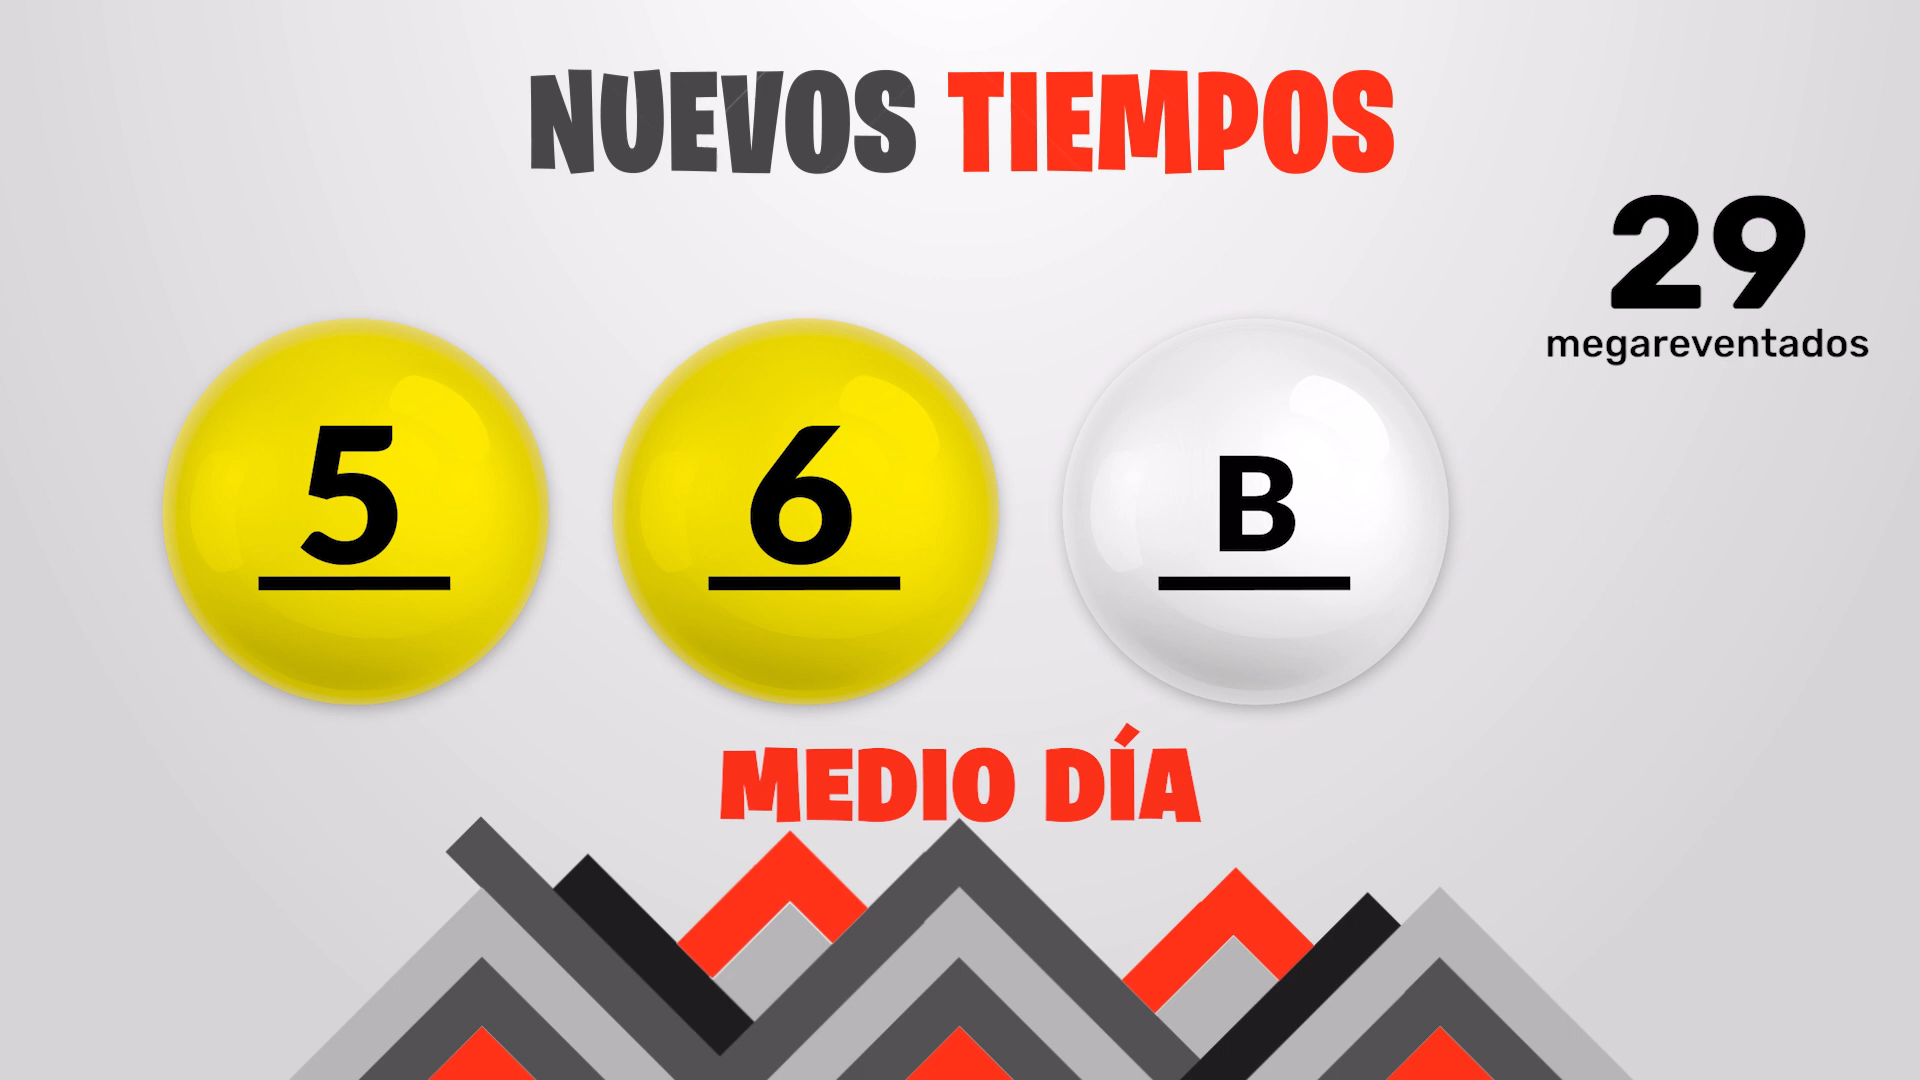 NUEVOS TIEMPOS
29
megareventados
5 6 B
MEDIO DÍA